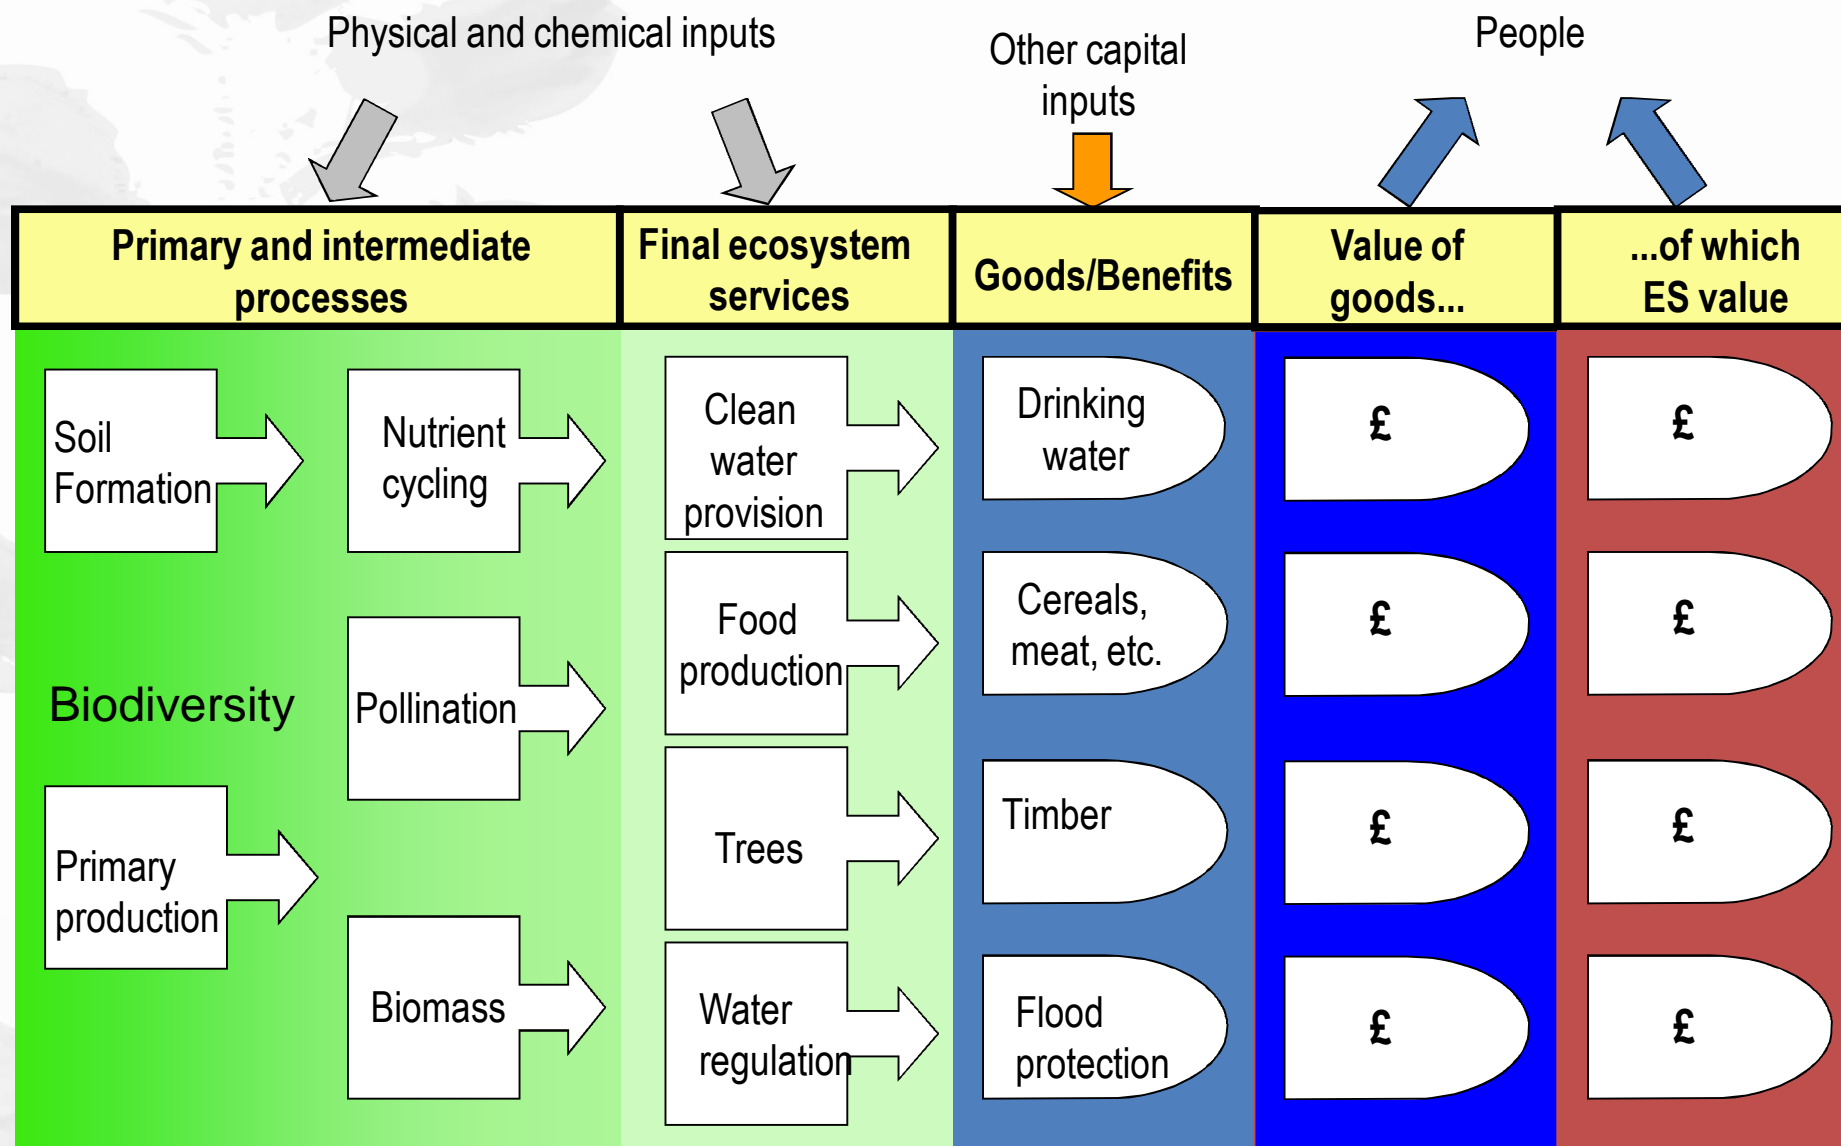 Physical and chemical inputs
Other capital
inputs
People
Primary and intermediate
processes
Final ecosystem
services
Goods/Benefits
Value of
goods...
...of which
ES value
Soil
Formation
Nutrient
cycling
Clean
water
provision
Drinking
water
£
£
Food
production
Cereals,
meat, etc.
£
£
Biodiversity
Pollination
Primary
production
Trees
Timber
£
£
Biomass
Water
regulation
Flood
protection
£
£